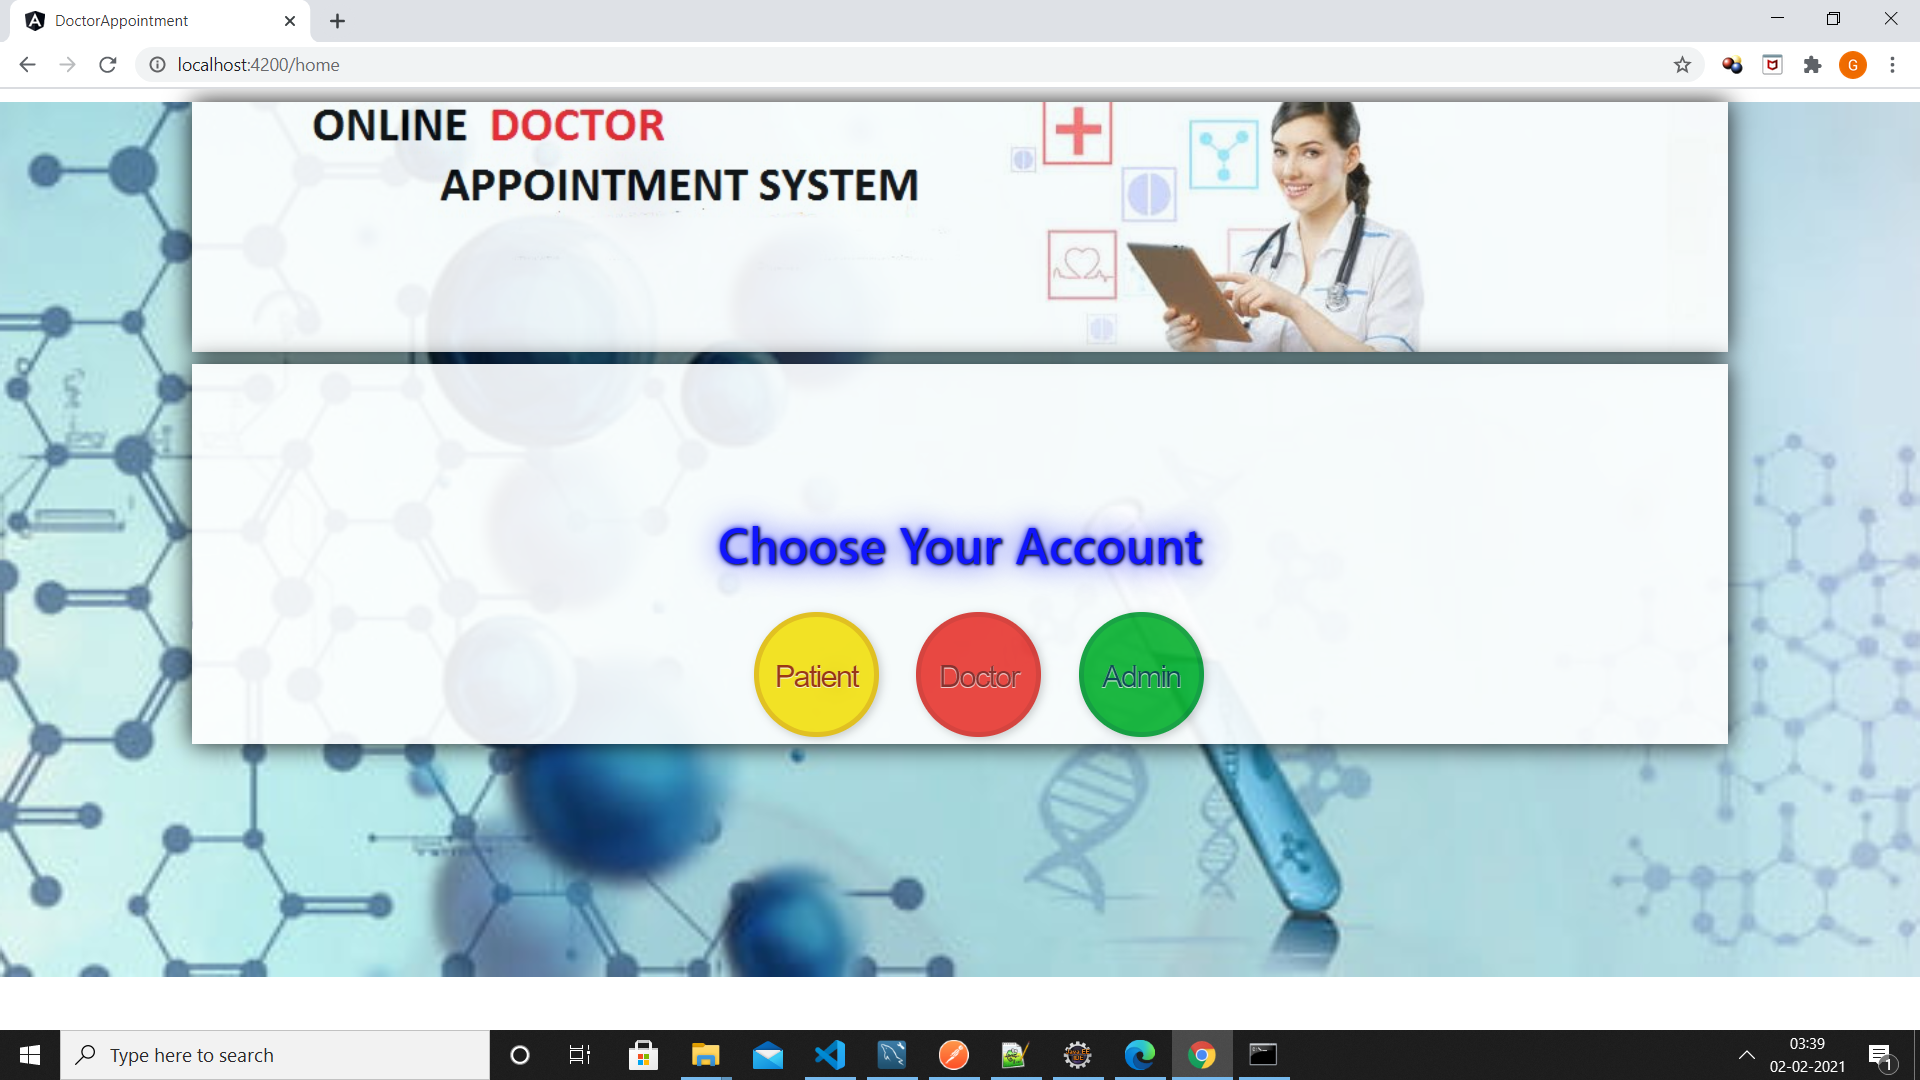 DoctorAppointment
localhost:4200/home
G
ONLINE DOCTOR
APPOINTMENT SYSTEM
Choose Your Account
Patient
Doctor
Admin
Type here to search
03:39
02-02-2021
1